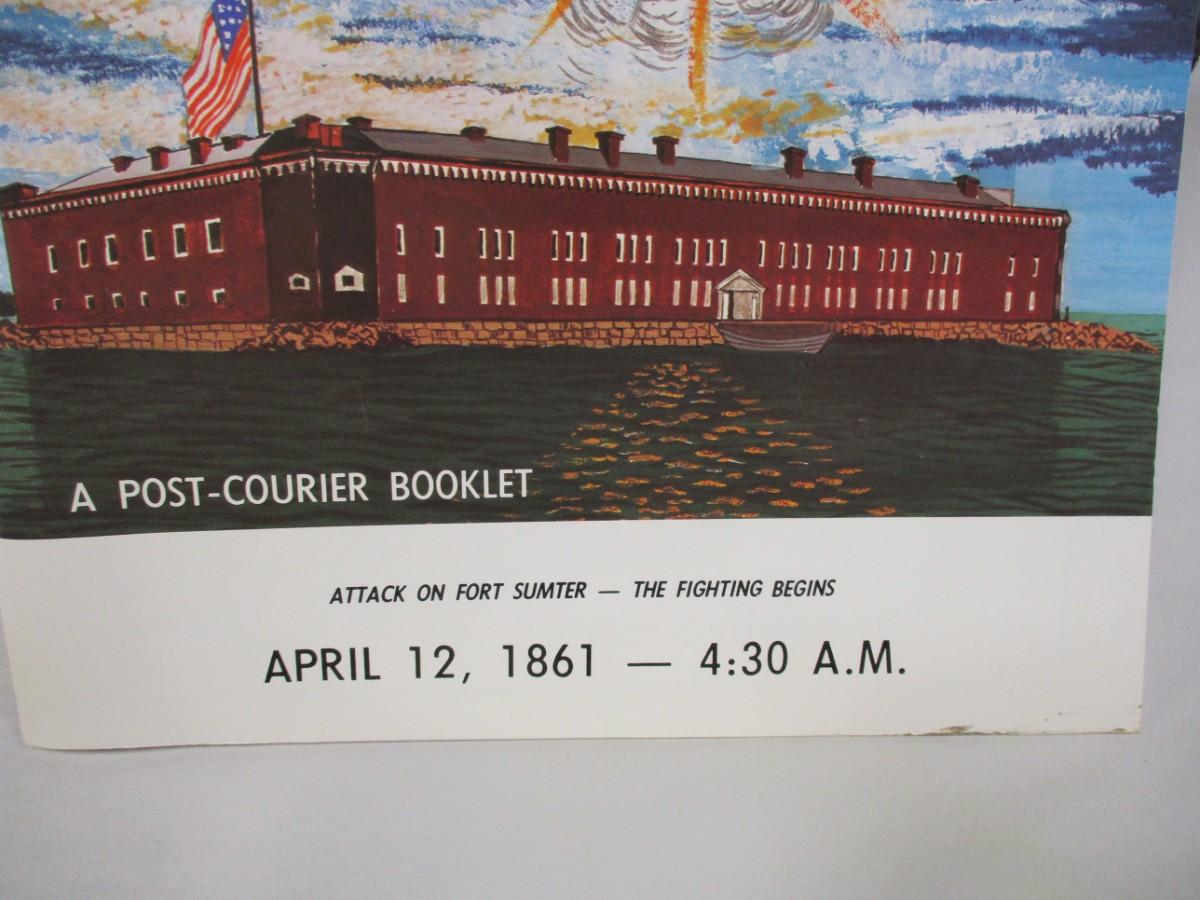 A POST-COURIER BOOKLET
ATTACK ON FORT SUMTER — THE FIGHTING BEGINS
APRIL 12, 1861 — 4:30 A.M.